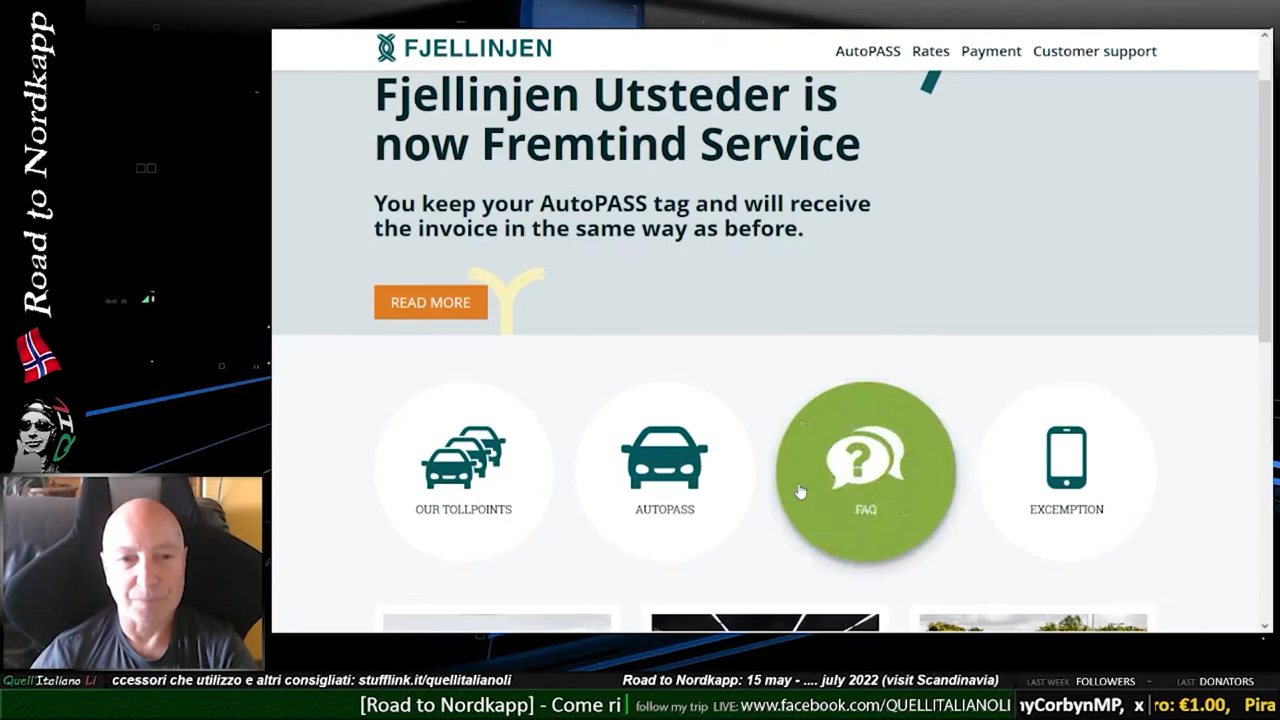 Road to Nordkapp
FJELLINJEN
AutoPASS Rates Payment Customer support
Fjellinjen Utsteder is
now Fremtind Service
You keep your AutoPASS tag and will receive
the invoice in the same way as before.
READ MORE
OUR TOLLPOINTS
AUTOPASS
FAQ
EXCEMPTION
QIL
Quell'Italiano Li
ccessori che utilizzo e altri consigliati: stufflink.it/quellitalianoli
Road to Nordkapp: 15 may - .... july 2022 (visit Scandinavia)
LAST WEEK FOLLOWERS -
LAST DONATORS
[Road to Nordkapp] - Come ri
follow my trip LIVE: www.facebook.com/QUELLITALIANOLI
nyCorbynMP, x
ro: €1.00, Pira